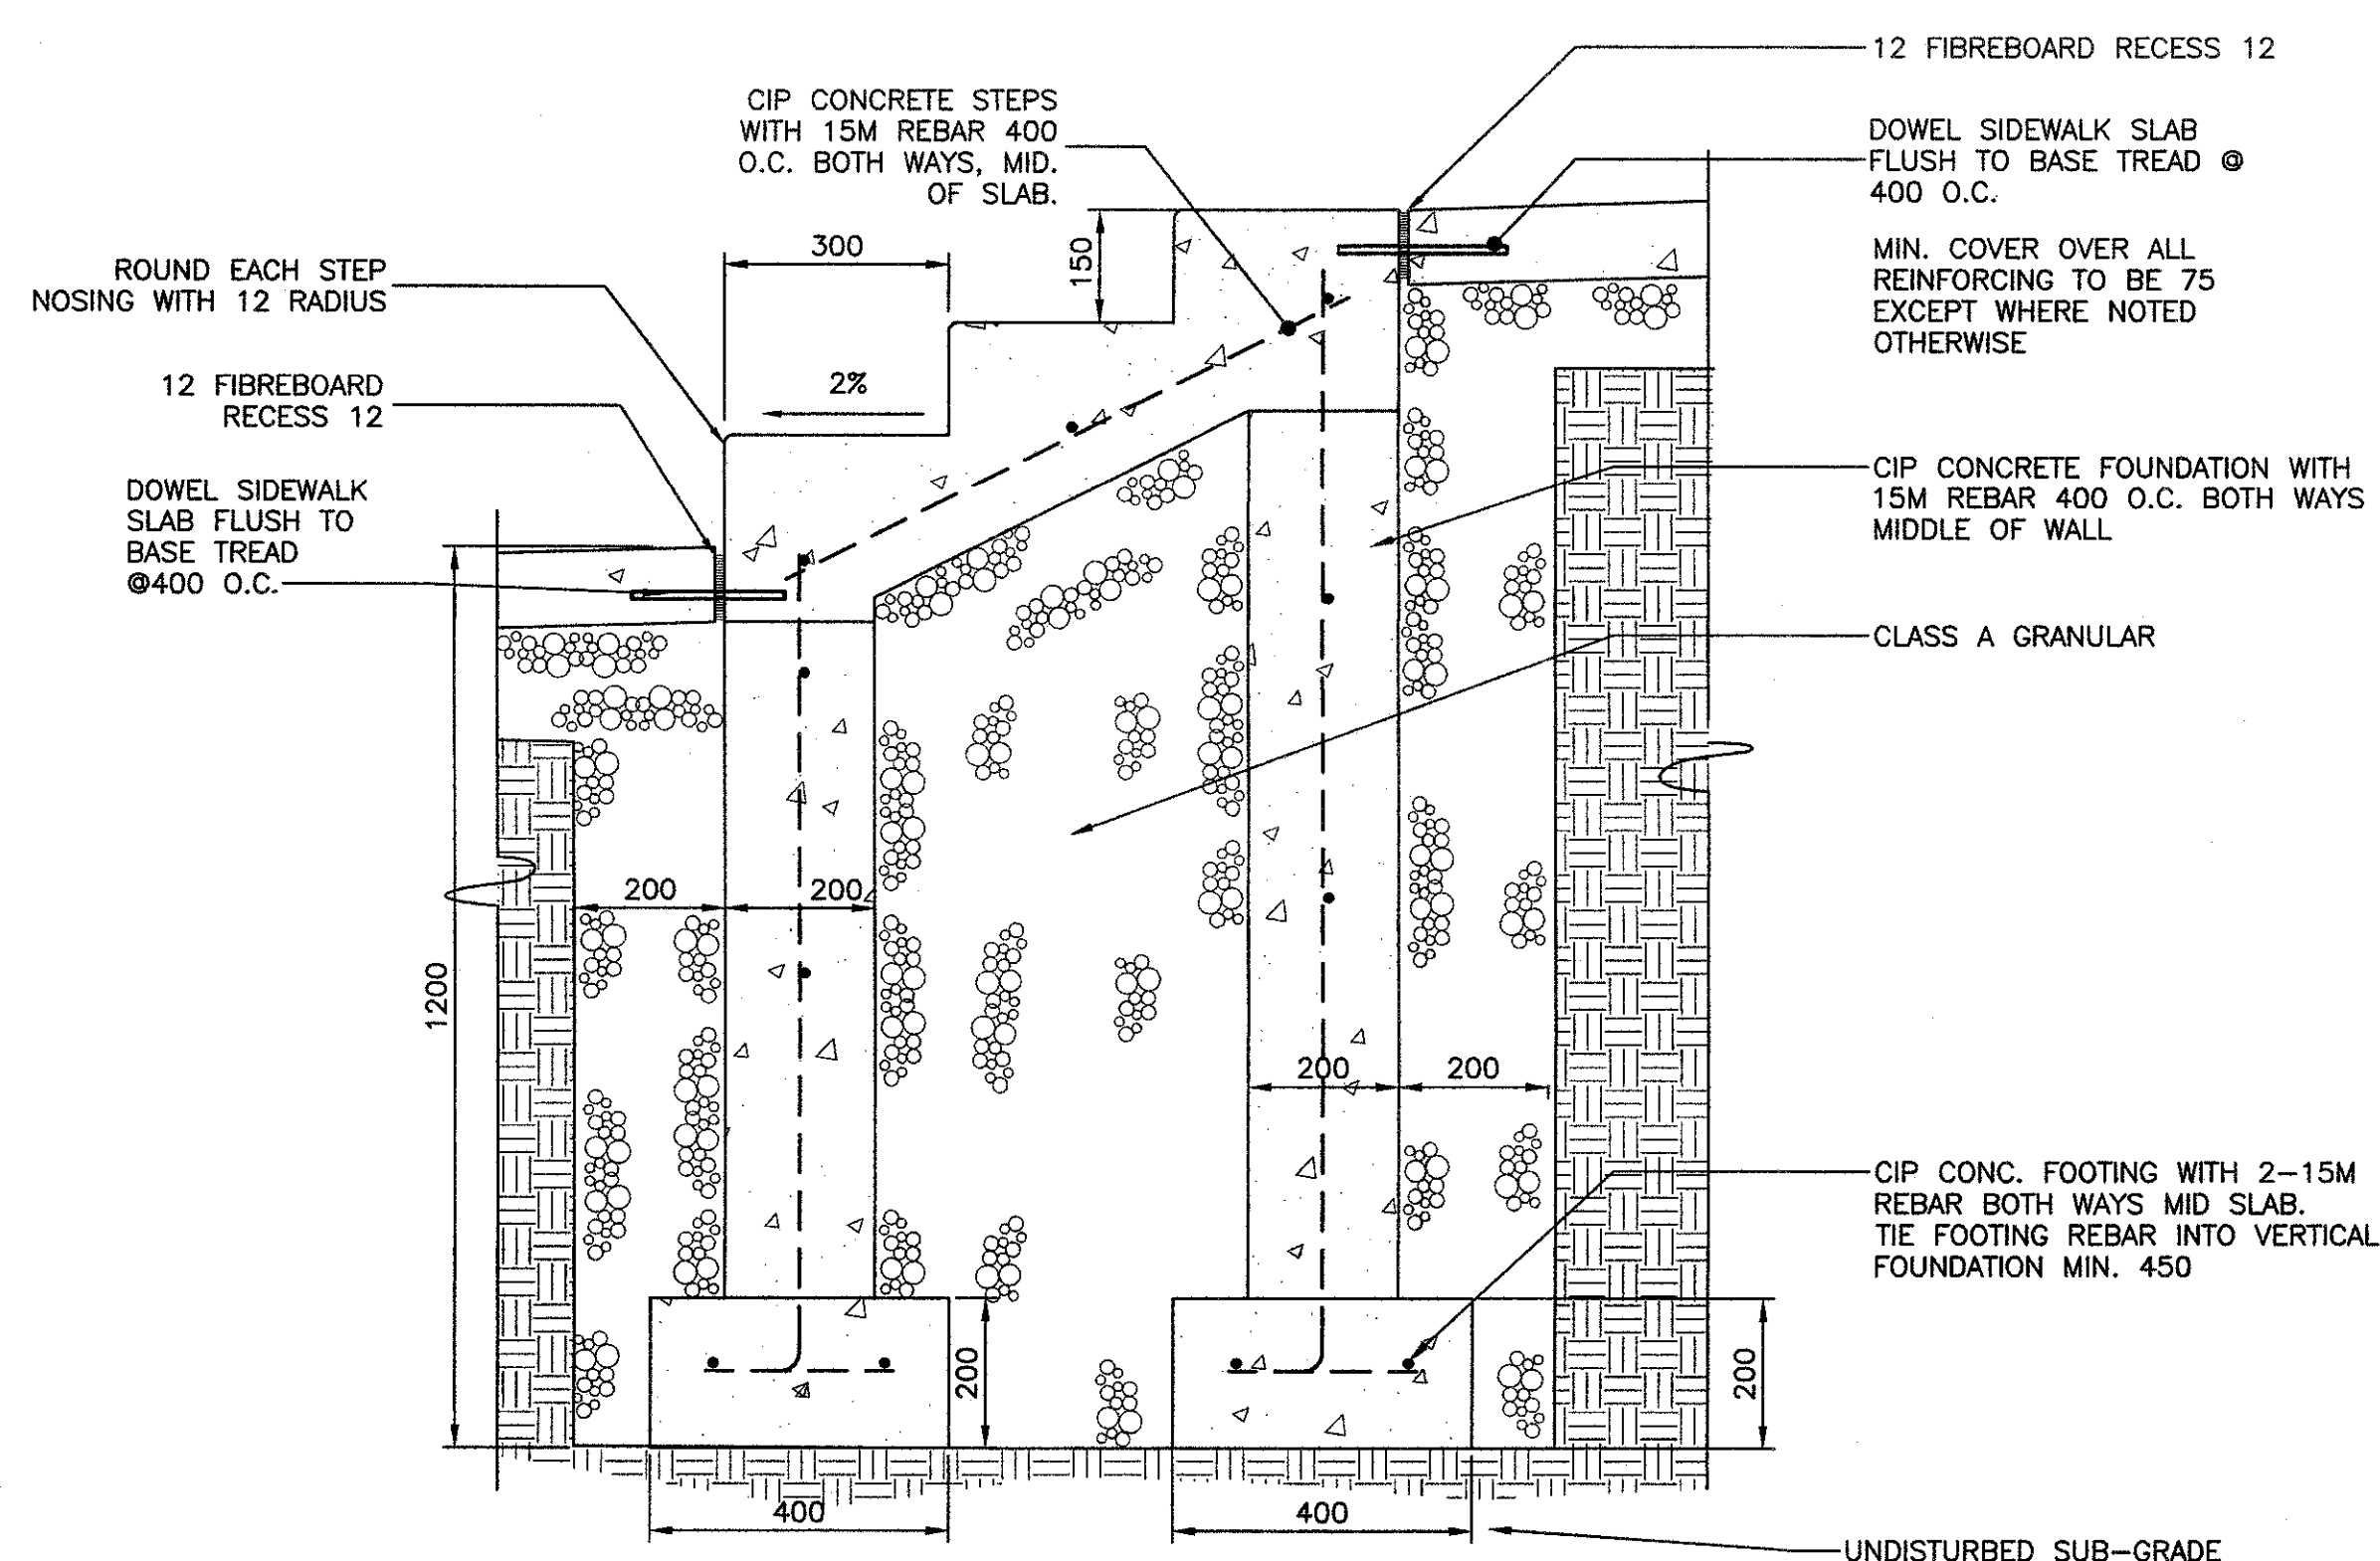 12 FIBREBOARD RECESS 12
CIP CONCRETE STEPS
WITH 15M REBAR 400
O.C. BOTH WAYS, MID.
OF SLAB.
DOWEL SIDEWALK SLAB
FLUSH TO BASE TREAD @
400 O.C.
MIN. COVER OVER ALL
REINFORCING TO BE 75
EXCEPT WHERE NOTED
OTHERWISE
300
150
ROUND EACH STEP
NOSING WITH 12 RADIUS
2%
12 FIBREBOARD
RECESS 12
DOWEL SIDEWALK
SLAB FLUSH TO
BASE TREAD
@400 O.C.
CIP CONCRETE FOUNDATION WITH
15M REBAR 400 O.C. BOTH WAYS
MIDDLE OF WALL
CLASS A GRANULAR
200
200
1200
200
200
CIP CONC. FOOTING WITH 2-15M
REBAR BOTH WAYS MID SLAB.
TIE FOOTING REBAR INTO VERTICAL
FOUNDATION MIN. 450
200
200
400
400
UNDISTURBED SUB-GRADE